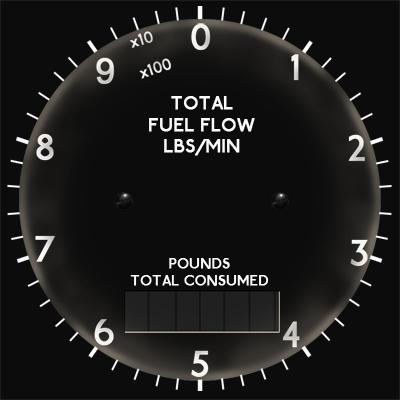 x10
x100
0
1
2
3
4
5
6
7
8
9
TOTAL
FUEL FLOW
LBS/MIN
POUNDS
TOTAL CONSUMED